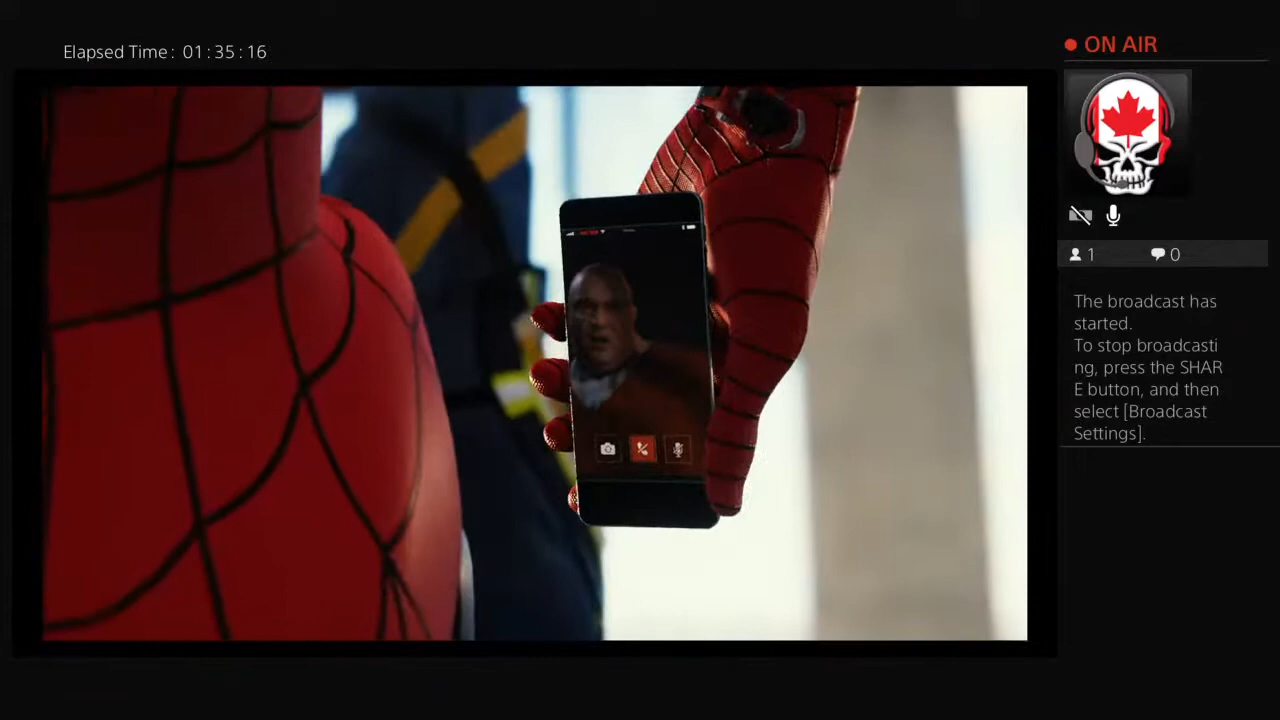 Elapsed Time: 01:35:16
ON AIR
1
0
The broadcast has
started.
To stop broadcasti
ng, press the SHAR
E button, and then
select [Broadcast
Settings].